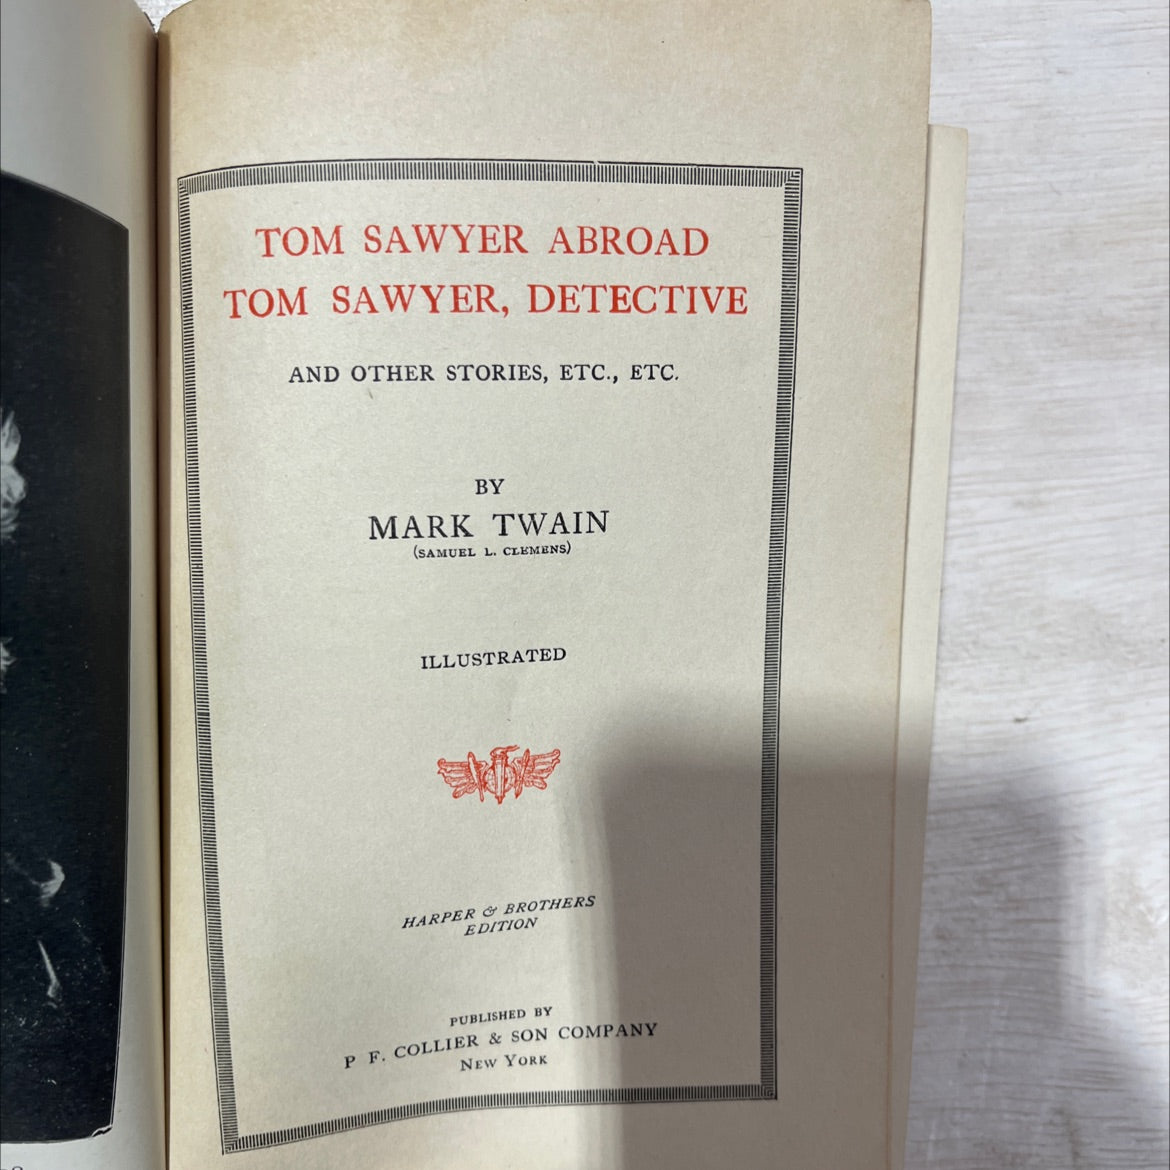 TOM SAWYER ABROAD
TOM SAWYER, DETECTIVE
AND OTHER STORIES, ETC., ETC.
BY
MARK TWAIN
(SAMUEL L. CLEMENS)
ILLUSTRATED
HARPER & BROTHERS
EDITION
PUBLISHED BY
P F. COLLIER & SON COMPANY
NEW YORK